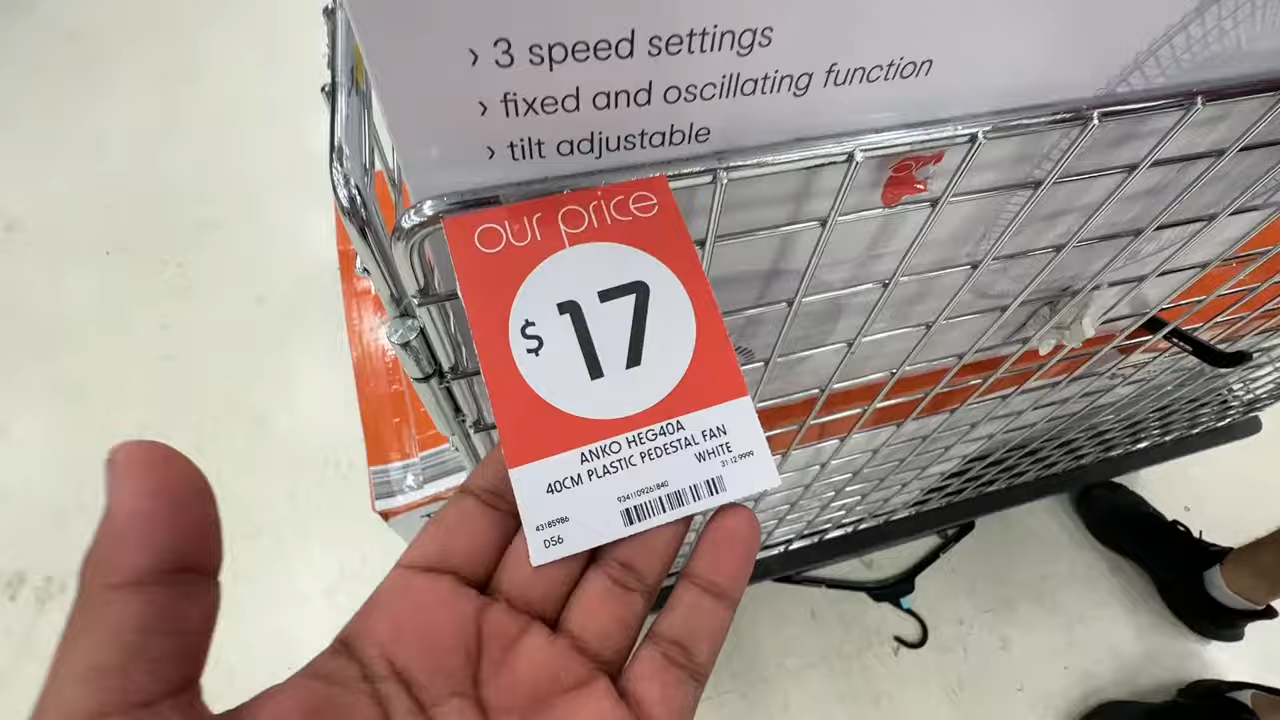 › 3 speed settings
› fixed and oscillating function
› tilt adjustable
our price
$ 17
ANKO HEG40A
40CM PLASTIC PEDESTAL FAN
WHITE
31 12 9999
9341109261840
43185986
D56